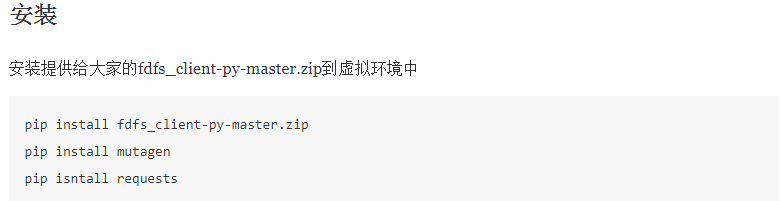 安装
安装提供给大家的fdfs_client-py-master.zip到虚拟环境中
pip install fdfs_client-py-master.zip
pip install mutagen
pip isntall requests